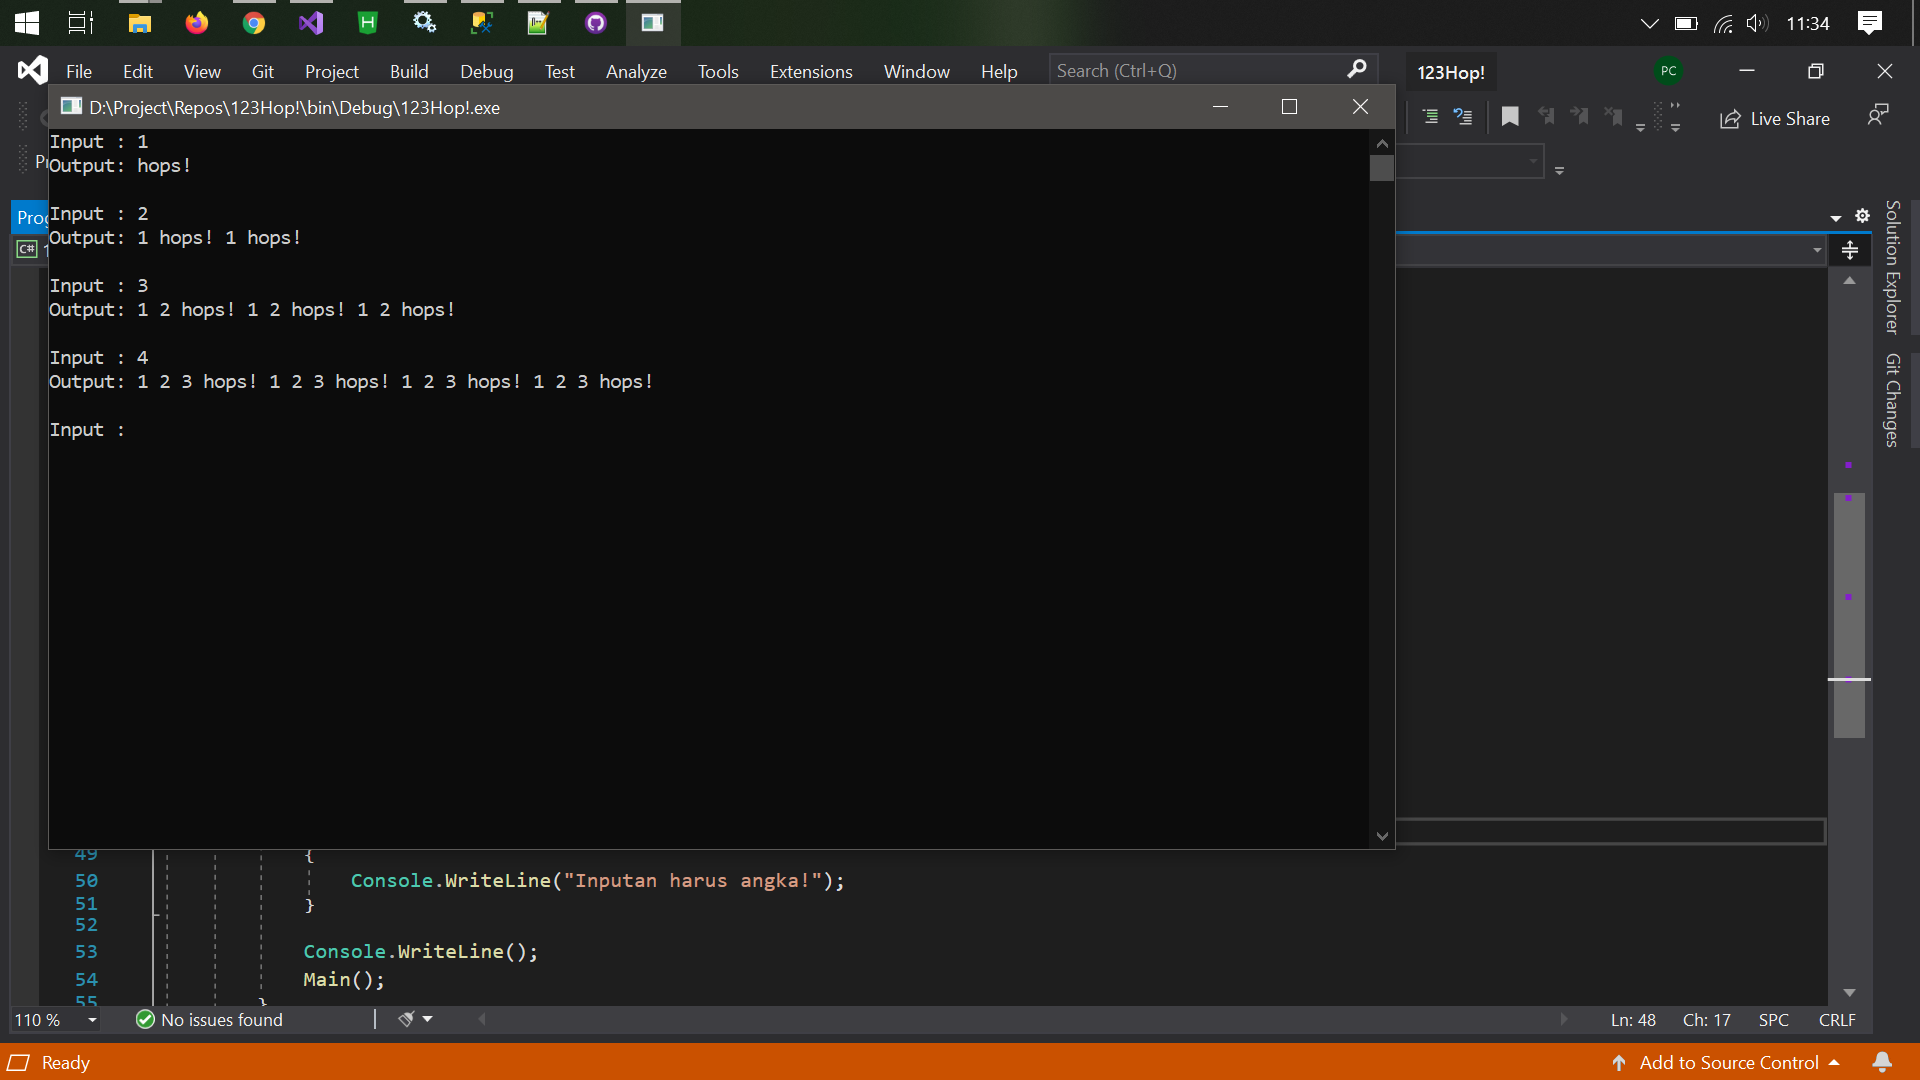 11:34
File Edit View Git Project Build Debug Test Analyze Tools Extensions Window Help Search (Ctrl+Q) 123Hop! PC
D:\Project\Repos\123Hop!\bin\Debug\123Hop!.exe
Live Share
Input : 1
Output: hops!
Input : 2
Output: 1 hops! 1 hops!
Input : 3
Output: 1 2 hops! 1 2 hops! 1 2 hops!
Input : 4
Output: 1 2 3 hops! 1 2 3 hops! 1 2 3 hops! 1 2 3 hops!
Input :
C#
Solution Explorer
Git Changes
49 {
50 Console.WriteLine("Inputan harus angka!");
51 }
52
53 Console.WriteLine();
54 Main();
55 }
110 % No issues found Ln: 48 Ch: 17 SPC CRLF
Ready Add to Source Control